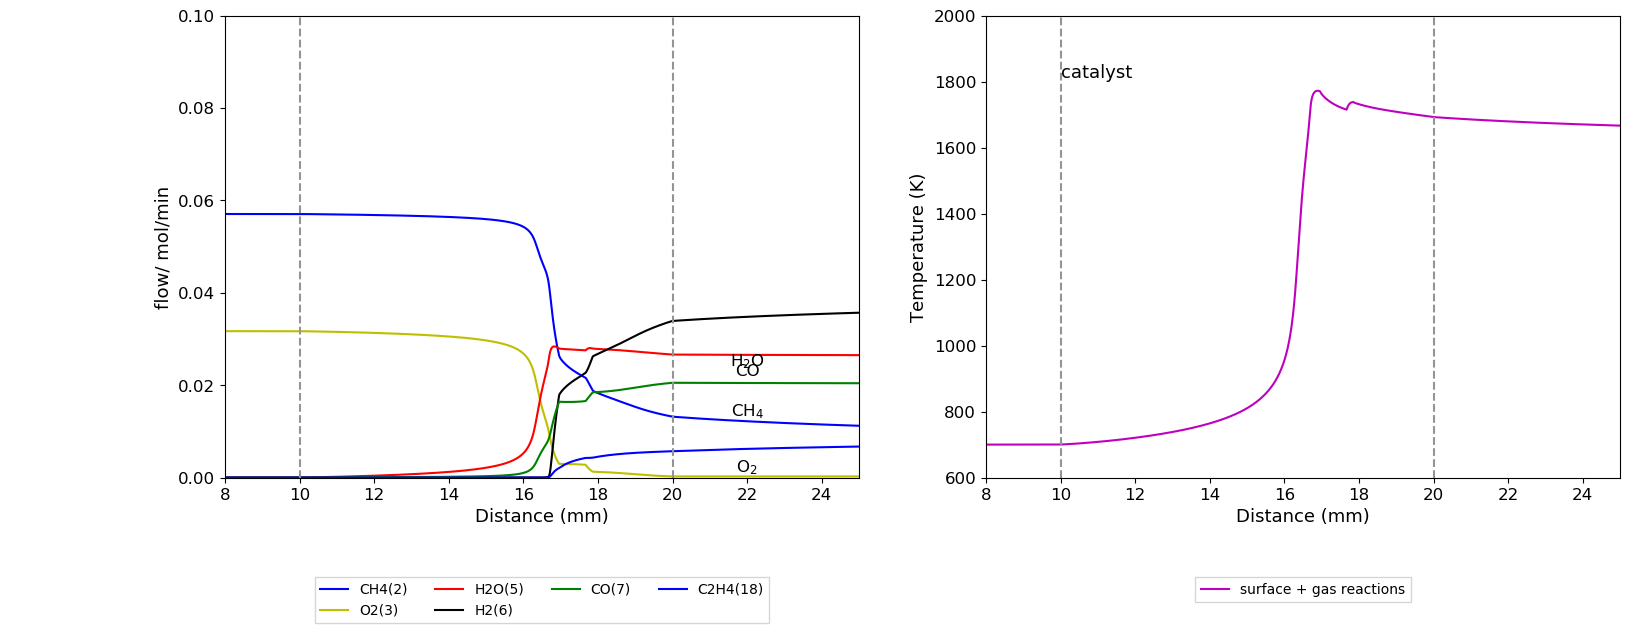 0.10
0.08
0.06
0.04
0.02
0.00
flow/ mol/min
H₂O
CO
CH₄
O₂
8 10 12 14 16 18 20 22 24
Distance (mm)
CH4(2) H2O(5) CO(7) C2H4(18)
O2(3) H2(6)
2000
1800
1600
1400
1200
1000
800
600
Temperature (K)
catalyst
8 10 12 14 16 18 20 22 24
Distance (mm)
surface + gas reactions